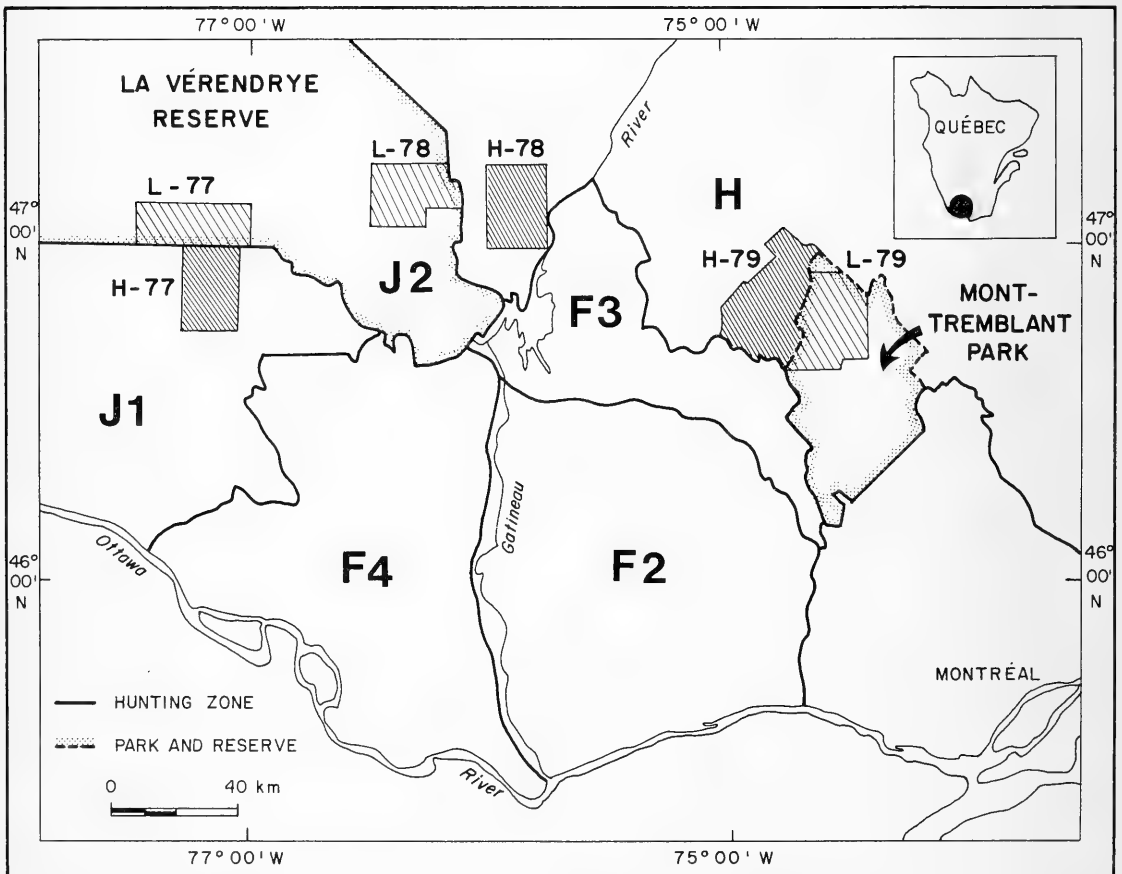 77°00'W
75°00'W
LA VÉRENDRYE
RESERVE
River
QUÉBEC
L-78
H-78
L-77
H
47°
00'
N
47°
00'
N
H-79
L-79
H-77
J2
F3
MONT-
TREMBLANT
PARK
J1
Gatineau
Ottawa
F4
F2
46°
00'
N
46°
00'
N
MONTRÉAL
HUNTING ZONE
PARK AND RESERVE
0 40 km
River
77°00'W
75°00'W